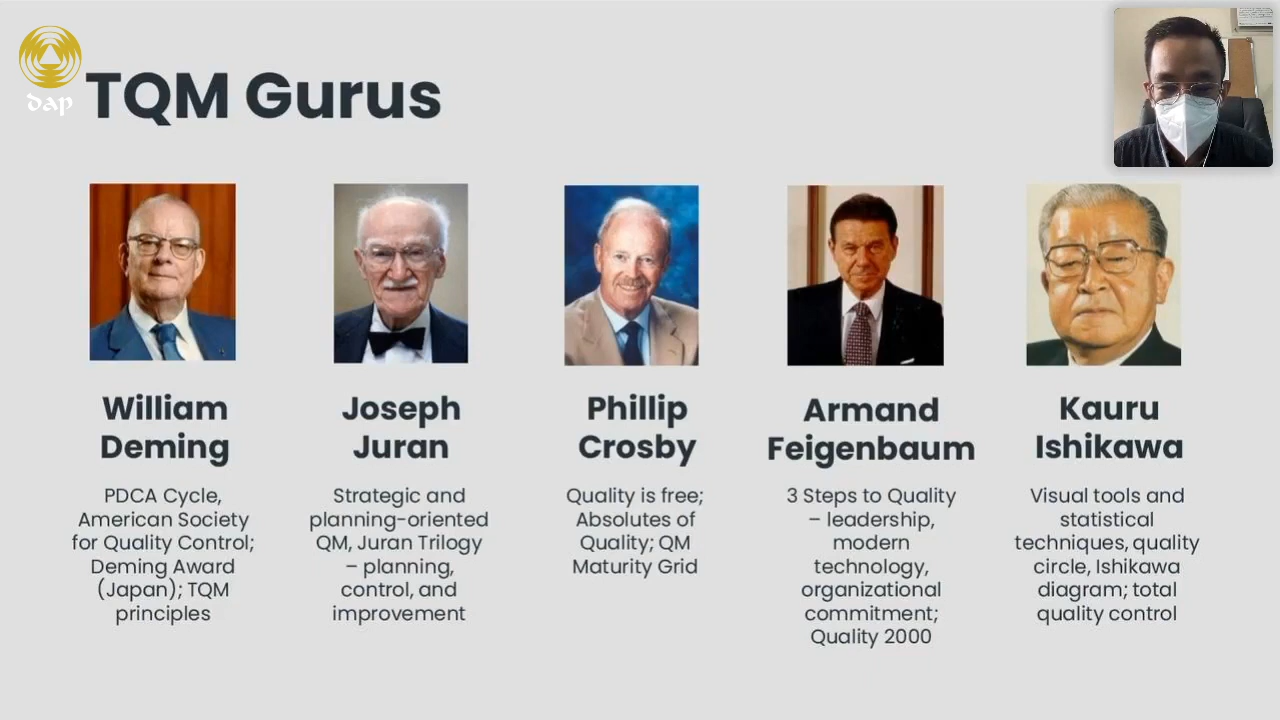 dap
TQM Gurus
William
Deming
PDCA Cycle,
American Society
for Quality Control;
Deming Award
(Japan); TQM
principles
Joseph
Juran
Strategic and
planning-oriented
QM, Juran Trilogy
– planning,
control, and
improvement
Phillip
Crosby
Quality is free;
Absolutes of
Quality; QM
Maturity Grid
Armand
Feigenbaum
3 Steps to Quality
– leadership,
modern
technology,
organizational
commitment;
Quality 2000
Kauru
Ishikawa
Visual tools and
statistical
techniques, quality
circle, Ishikawa
diagram; total
quality control